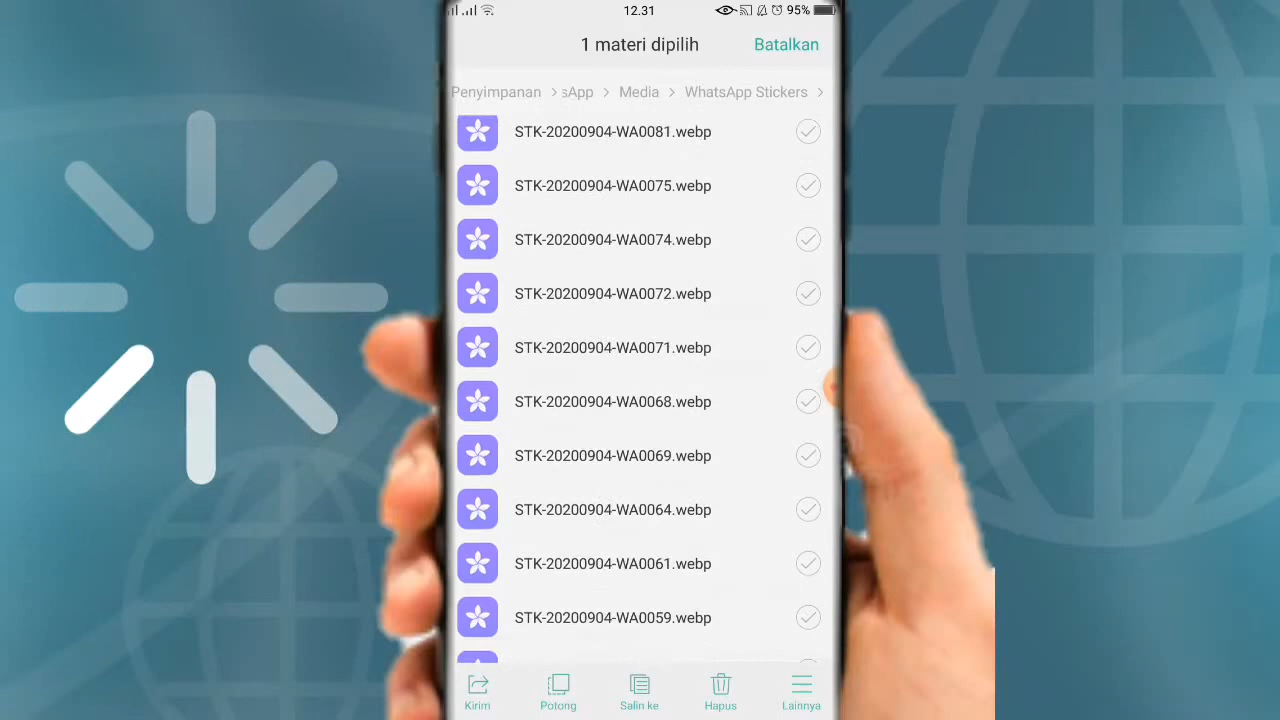 12.31 95%
1 materi dipilih Batalkan
Penyimpanan > sApp > Media > WhatsApp Stickers >
STK-20200904-WA0081.webp
STK-20200904-WA0075.webp
STK-20200904-WA0074.webp
STK-20200904-WA0072.webp
STK-20200904-WA0071.webp
STK-20200904-WA0068.webp
STK-20200904-WA0069.webp
STK-20200904-WA0064.webp
STK-20200904-WA0061.webp
STK-20200904-WA0059.webp
Kirim Potong Salin ke Hapus Lainnya